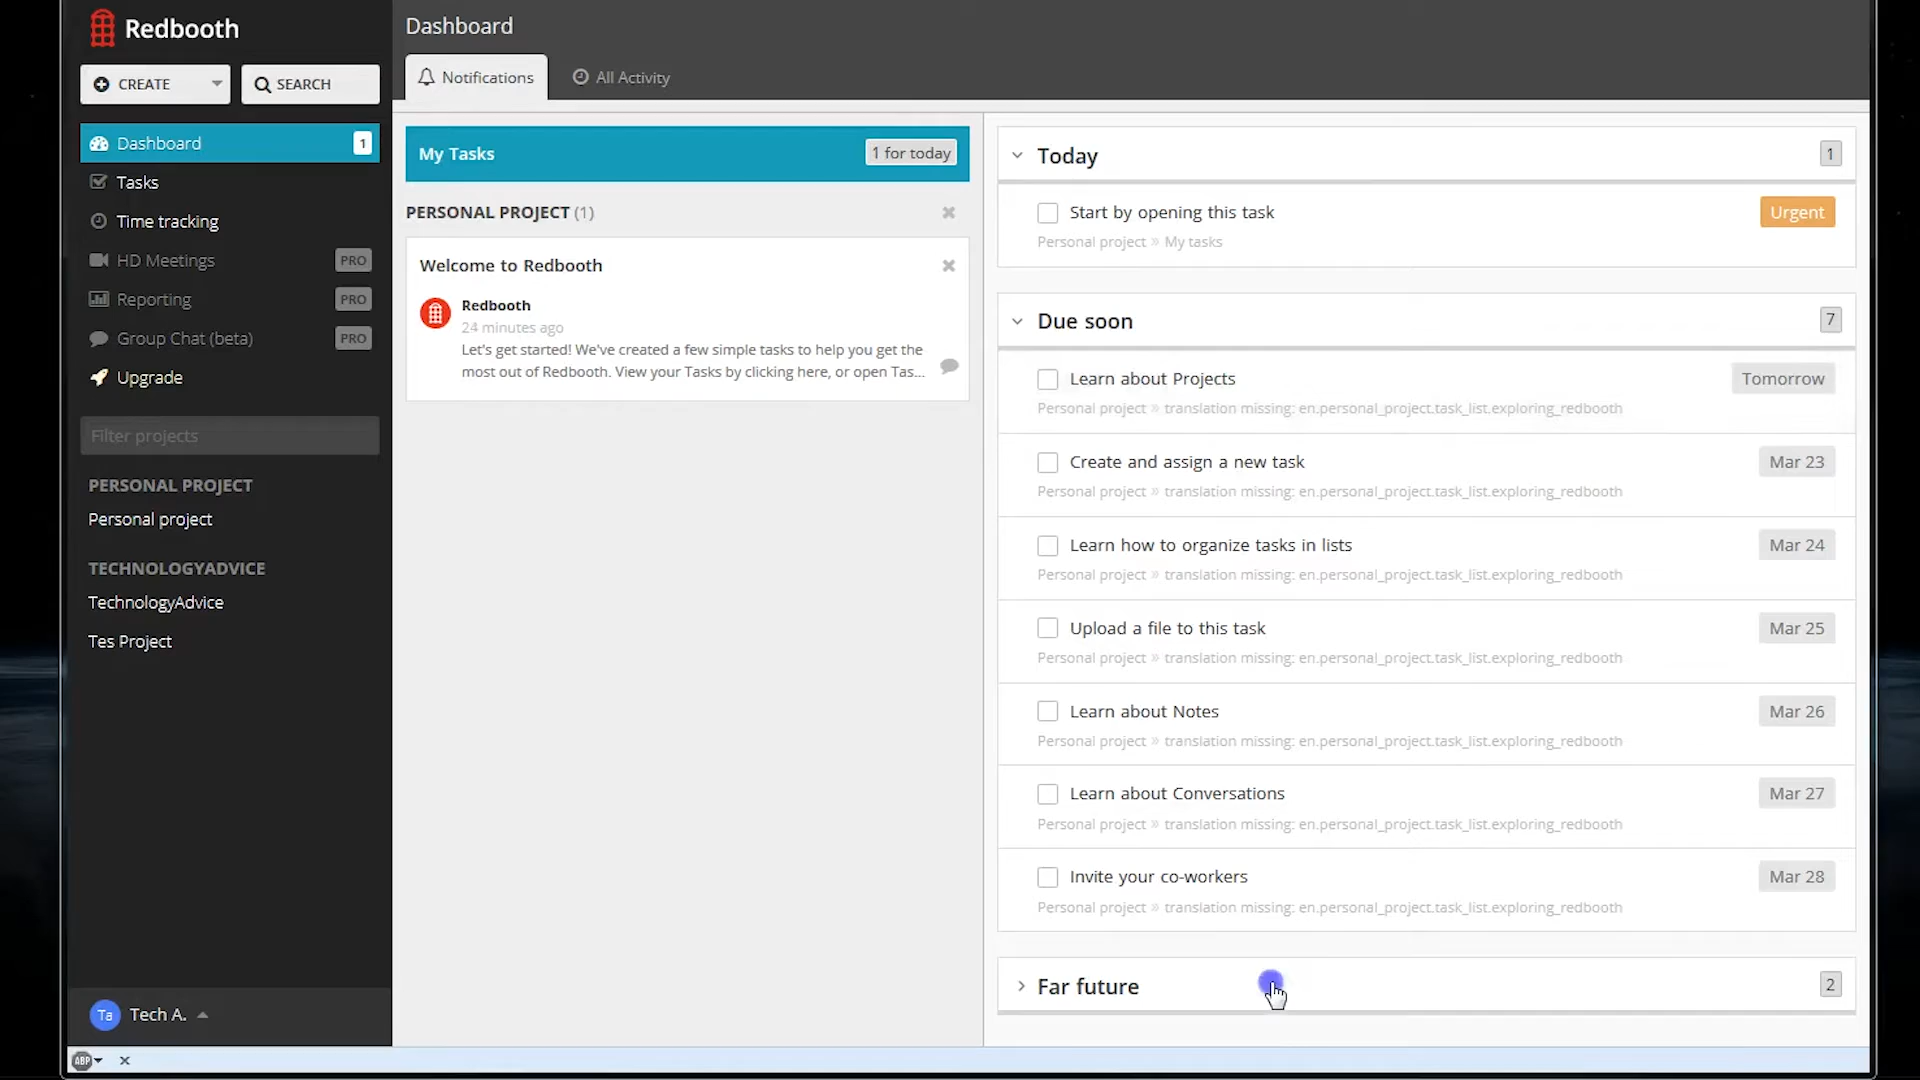 Redbooth
CREATE
SEARCH
Dashboard
1
Tasks
Time tracking
HD Meetings
PRO
Reporting
PRO
Group Chat (beta)
PRO
Upgrade
Filter projects
PERSONAL PROJECT
Personal project
TECHNOLOGYADVICE
TechnologyAdvice
Tes Project
Ta
Tech A.
ABP
Dashboard
Notifications
All Activity
My Tasks
1 for today
PERSONAL PROJECT (1)
Welcome to Redbooth
Redbooth
24 minutes ago
Let's get started! We've created a few simple tasks to help you get the
most out of Redbooth. View your Tasks by clicking here, or open Tas...
Today
1
Start by opening this task
Urgent
Personal project » My tasks
Due soon
7
Learn about Projects
Tomorrow
Personal project » translation missing: en.personal_project.task_list.exploring_redbooth
Create and assign a new task
Mar 23
Personal project » translation missing: en.personal_project.task_list.exploring_redbooth
Learn how to organize tasks in lists
Mar 24
Personal project » translation missing: en.personal_project.task_list.exploring_redbooth
Upload a file to this task
Mar 25
Personal project » translation missing: en.personal_project.task_list.exploring_redbooth
Learn about Notes
Mar 26
Personal project » translation missing: en.personal_project.task_list.exploring_redbooth
Learn about Conversations
Mar 27
Personal project » translation missing: en.personal_project.task_list.exploring_redbooth
Invite your co-workers
Mar 28
Personal project » translation missing: en.personal_project.task_list.exploring_redbooth
Far future
2